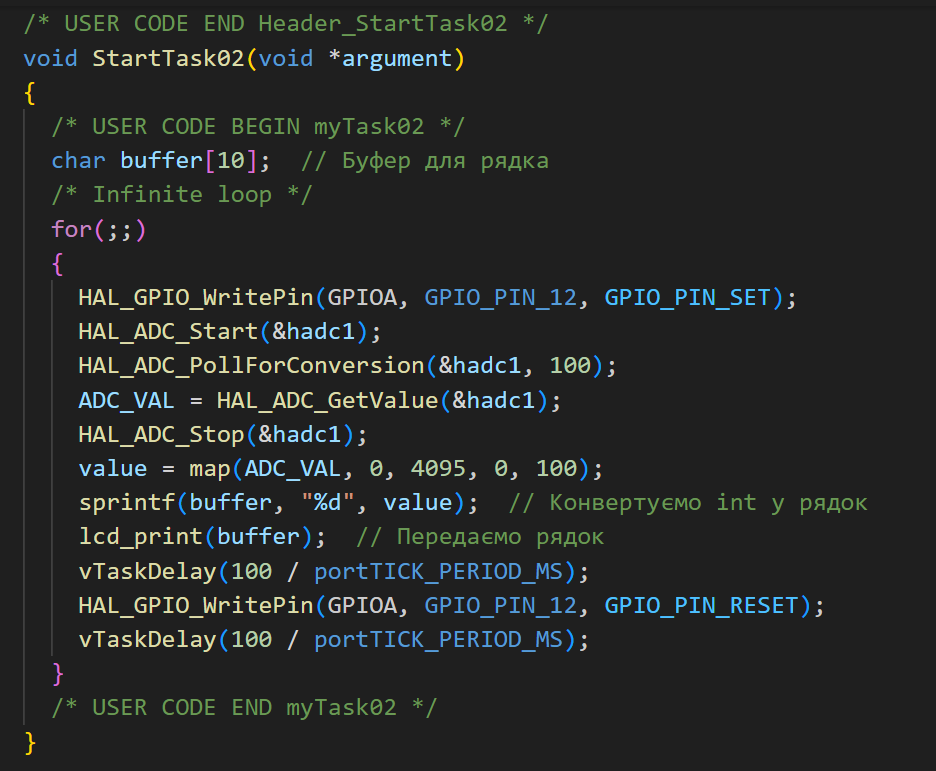 /* USER CODE END Header_StartTask02 */
void StartTask02(void *argument)
{
  /* USER CODE BEGIN myTask02 */
  char buffer[10];  // Буфер для рядка
  /* Infinite loop */
  for(;;)
  {
    HAL_GPIO_WritePin(GPIOA, GPIO_PIN_12, GPIO_PIN_SET);
    HAL_ADC_Start(&hadc1);
    HAL_ADC_PollForConversion(&hadc1, 100);
    ADC_VAL = HAL_ADC_GetValue(&hadc1);
    HAL_ADC_Stop(&hadc1);
    value = map(ADC_VAL, 0, 4095, 0, 100);
    sprintf(buffer, "%d", value);  // Конвертуємо int у рядок
    lcd_print(buffer);  // Передаємо рядок
    vTaskDelay(100 / portTICK_PERIOD_MS);
    HAL_GPIO_WritePin(GPIOA, GPIO_PIN_12, GPIO_PIN_RESET);
    vTaskDelay(100 / portTICK_PERIOD_MS);
  }
  /* USER CODE END myTask02 */
}